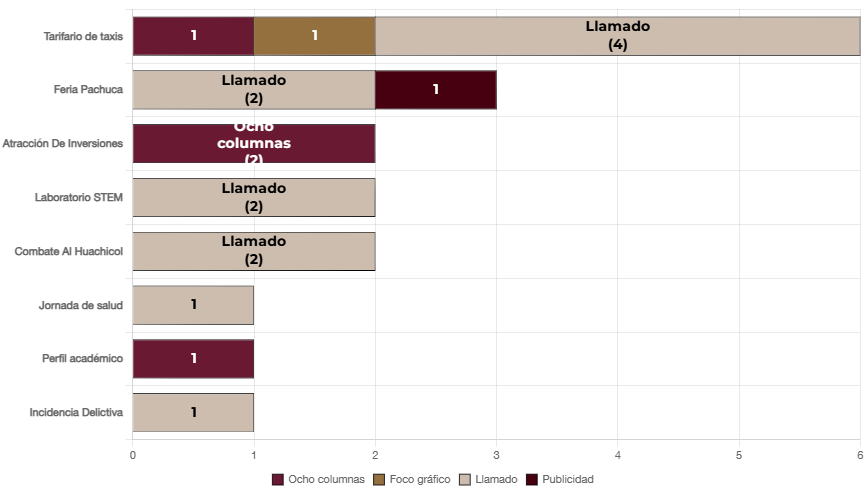 Tarifario de taxis
1
1
Llamado
(4)
Feria Pachuca
Llamado
(2)
1
Atracción De Inversiones
Ocho
columnas
(2)
Laboratorio STEM
Llamado
(2)
Combate Al Huachicol
Llamado
(2)
Jornada de salud
1
Perfil académico
1
Incidencia Delictiva
1
0 1 2 3 4 5 6
Ocho columnas Foco gráfico Llamado Publicidad